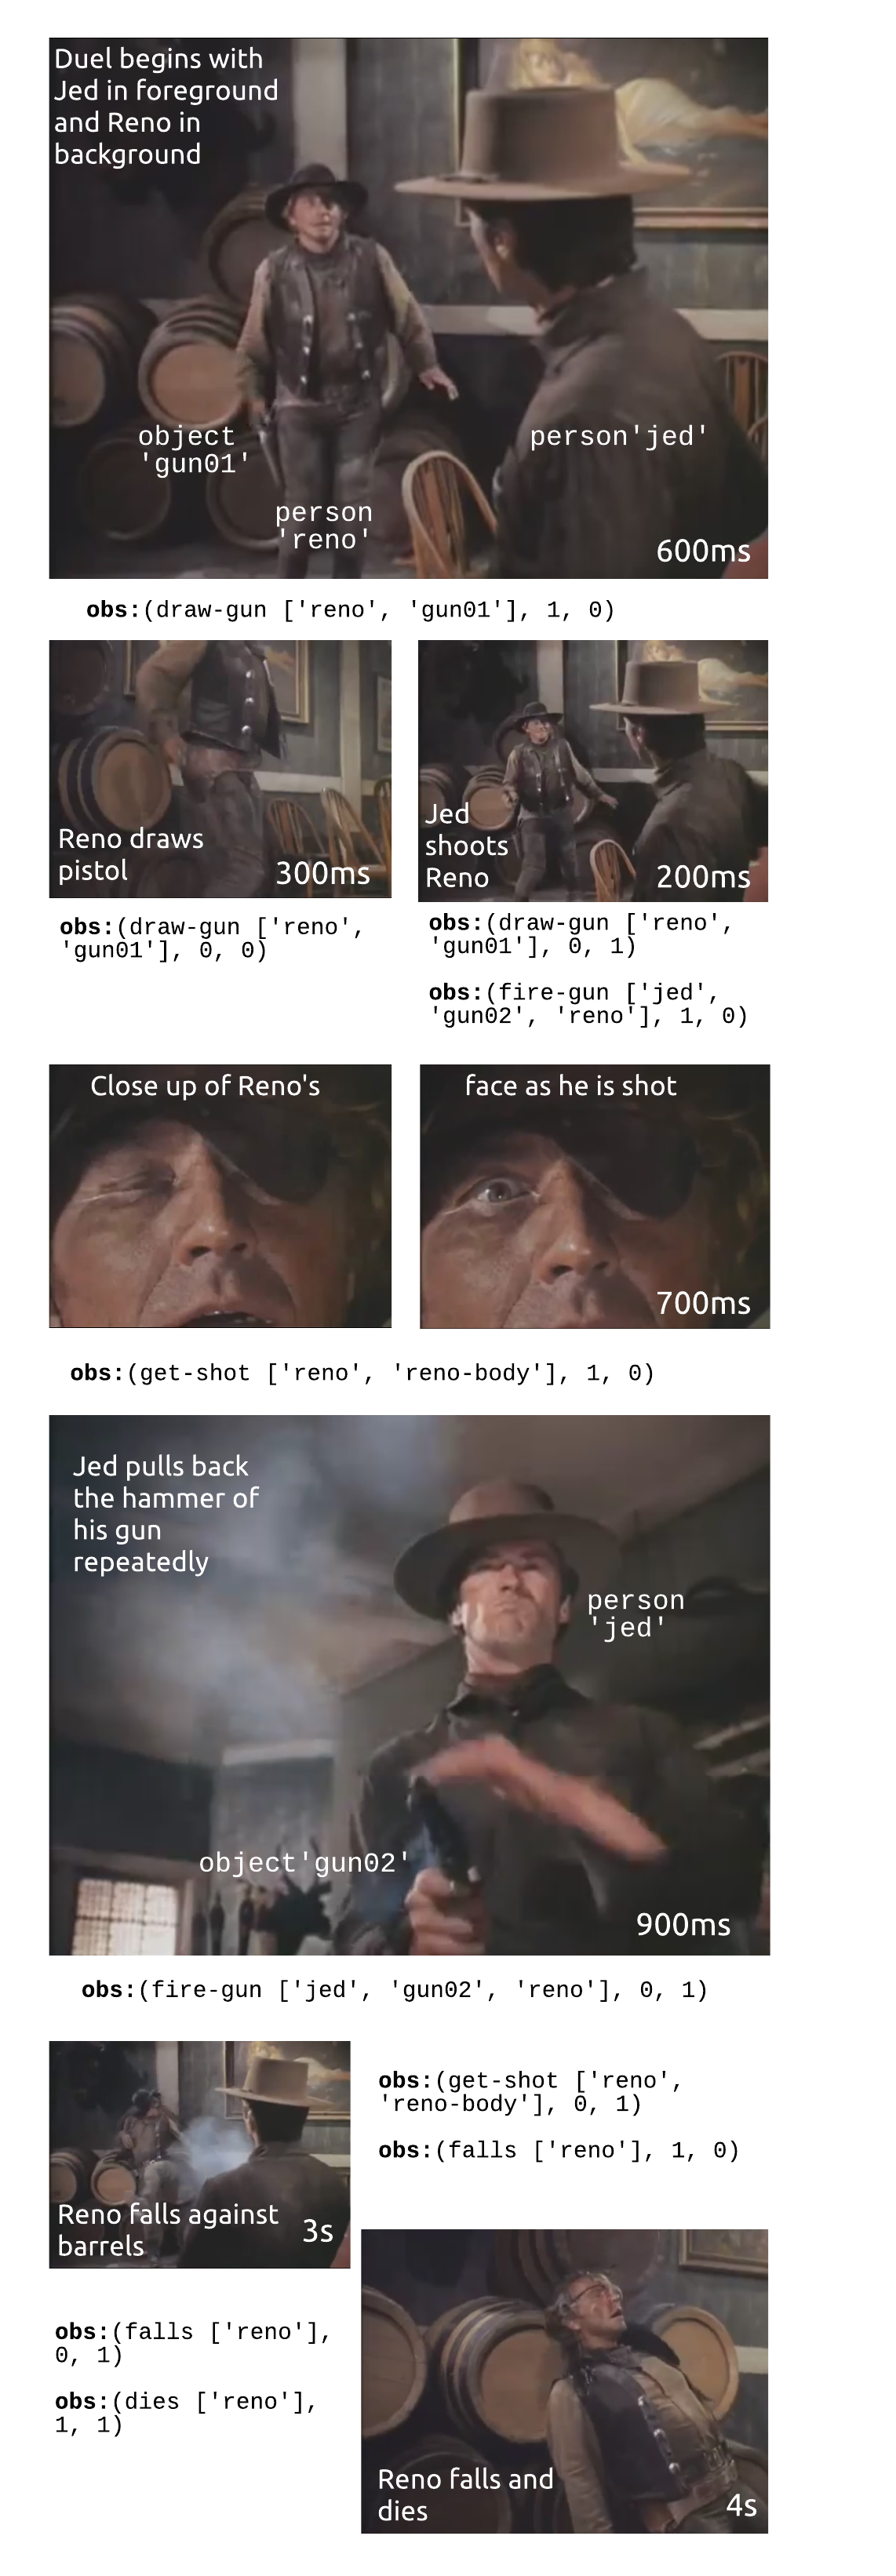 Duel begins with
Jed in foreground
and Reno in
background
object
'gun01'
person'jed'
person
'reno'
600ms
obs:(draw-gun ['reno', 'gun01'], 1, 0)
Reno draws
pistol
300ms
obs:(draw-gun ['reno',
'gun01'], 0, 0)
Jed
shoots
Reno
200ms
obs:(draw-gun ['reno',
'gun01'], 0, 1)
obs:(fire-gun ['jed',
'gun02', 'reno'], 1, 0)
Close up of Reno's
face as he is shot
700ms
obs:(get-shot ['reno', 'reno-body'], 1, 0)
Jed pulls back
the hammer of
his gun
repeatedly
person
'jed'
object'gun02'
900ms
obs:(fire-gun ['jed', 'gun02', 'reno'], 0, 1)
Reno falls against
barrels
3s
obs:(get-shot ['reno',
'reno-body'], 0, 1)
obs:(falls ['reno'], 1, 0)
obs:(falls ['reno'],
0, 1)
obs:(dies ['reno'],
1, 1)
Reno falls and
dies
4s